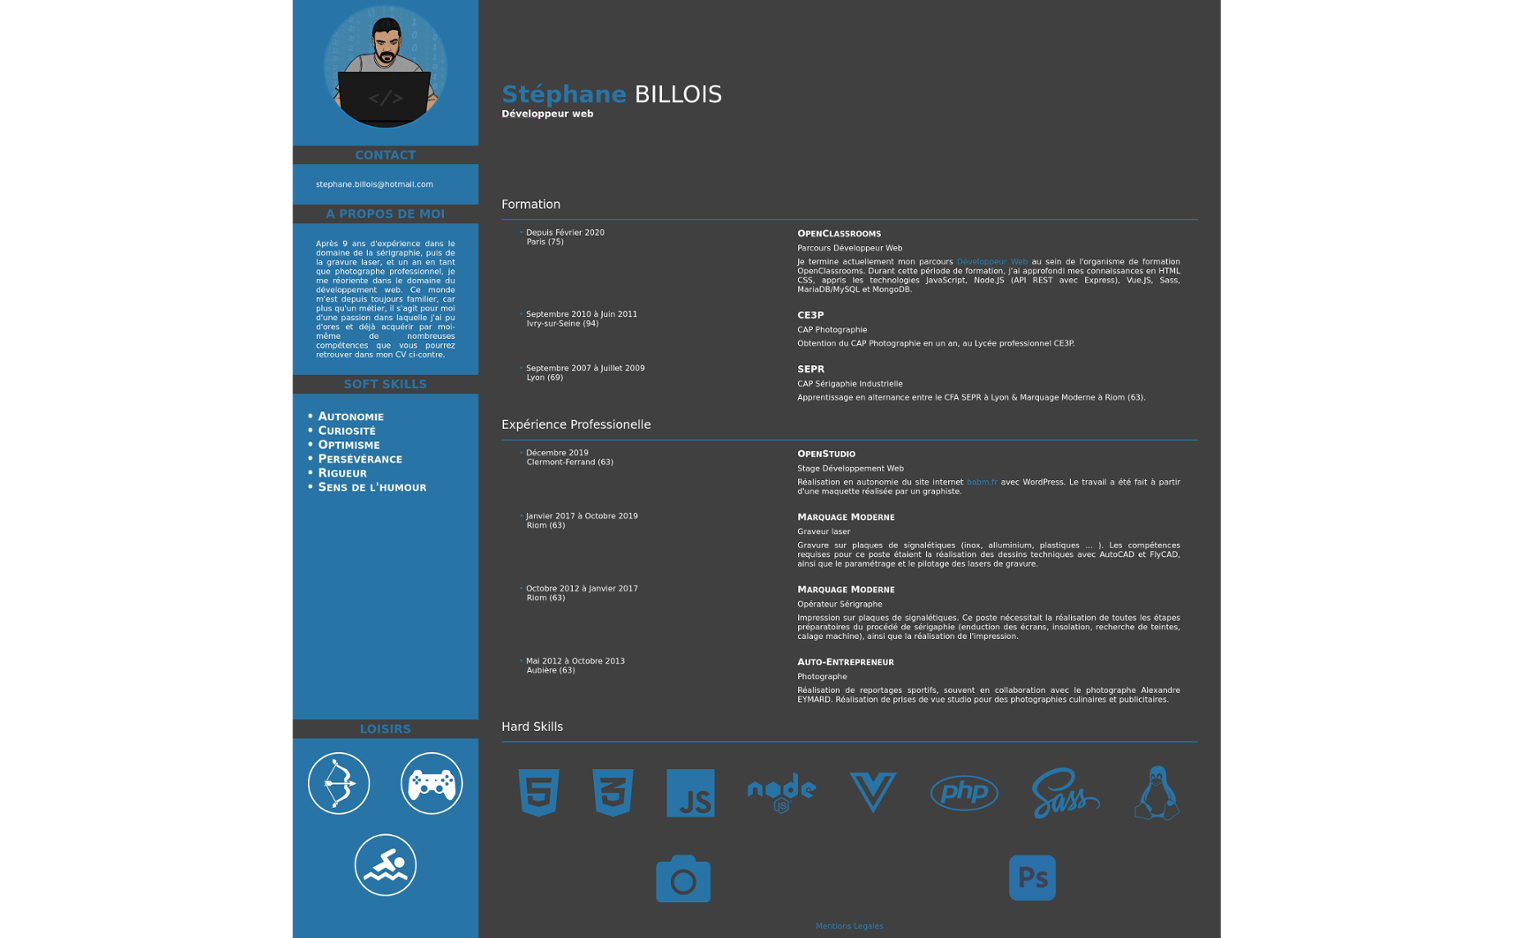 </>
CONTACT
stephane.billois@hotmail.com
A PROPOS DE MOI
Après 9 ans d'expérience dans le
domaine de la sérigraphie, puis de
la gravure laser, et un an en tant
que photographe professionnel, je
me réoriente dans le domaine du
développement web. Ce monde
m'est depuis toujours familier, car
plus qu'un métier, il s'agit pour moi
d'une passion dans laquelle j'ai pu
d'ores et déjà acquérir par moi-
même de nombreuses
compétences que vous pourrez
retrouver dans mon CV ci-contre.
SOFT SKILLS
• Autonomie
• Curiosité
• Optimisme
• Persévérance
• Rigueur
• Sens de l'humour
LOISIRS
Stéphane BILLOIS
Développeur web
Formation
Depuis Février 2020
Paris (75)
OpenClassrooms
Parcours Développeur Web
Je termine actuellement mon parcours Développeur Web au sein de l'organisme de formation
OpenClassrooms. Durant cette période de formation, j'ai approfondi mes connaissances en HTML
CSS, appris les technologies JavaScript, Node.JS (API REST avec Express), Vue.JS, Sass,
MariaDB/MySQL et MongoDB.
Septembre 2010 à Juin 2011
Ivry-sur-Seine (94)
CE3P
CAP Photographie
Obtention du CAP Photographie en un an, au Lycée professionnel CE3P.
Septembre 2007 à Juillet 2009
Lyon (69)
SEPR
CAP Sérigaphie Industrielle
Apprentissage en alternance entre le CFA SEPR à Lyon & Marquage Moderne à Riom (63).
Expérience Professionelle
Décembre 2019
Clermont-Ferrand (63)
OpenStudio
Stage Développement Web
Réalisation en autonomie du site internet babm.fr avec WordPress. Le travail a été fait à partir
d'une maquette réalisée par un graphiste.
Janvier 2017 à Octobre 2019
Riom (63)
Marquage Moderne
Graveur laser
Gravure sur plaques de signalétiques (inox, alluminium, plastiques ... ). Les compétences
requises pour ce poste étaient la réalisation des dessins techniques avec AutoCAD et FlyCAD,
ainsi que le paramétrage et le pilotage des lasers de gravure.
Octobre 2012 à Janvier 2017
Riom (63)
Marquage Moderne
Opérateur Sérigraphe
Impression sur plaques de signalétiques. Ce poste nécessitait la réalisation de toutes les étapes
préparatoires du procédé de sérigaphie (enduction des écrans, insolation, recherche de teintes,
calage machine), ainsi que la réalisation de l'impression.
Mai 2012 à Octobre 2013
Aubière (63)
Auto-Entrepreneur
Photographe
Réalisation de reportages sportifs, souvent en collaboration avec le photographe Alexandre
EYMARD. Réalisation de prises de vue studio pour des photographies culinaires et publicitaires.
Hard Skills
5 3 JS node JS php Sass
Ps
Mentions Legales